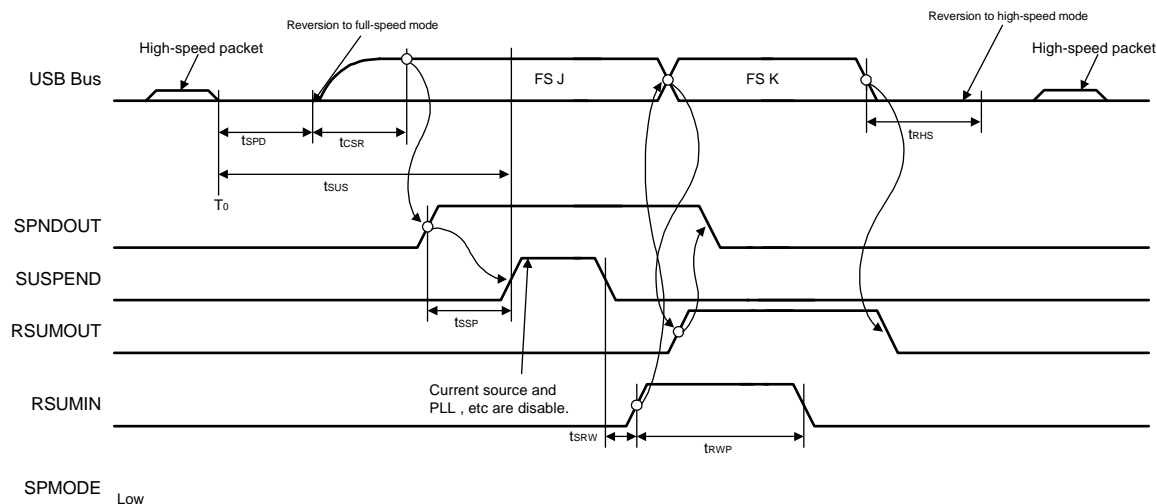 Reversion to full-speed mode
Reversion to high-speed mode
High-speed packet
High-speed packet
USB Bus
FS J
FS K
tSPD
tCSR
tRHS
tSUS
T0
SPNDOUT
SUSPEND
tSSP
RSUMOUT
Current source and
PLL , etc are disable.
RSUMIN
tSRW
tRWP
SPMODE
Low